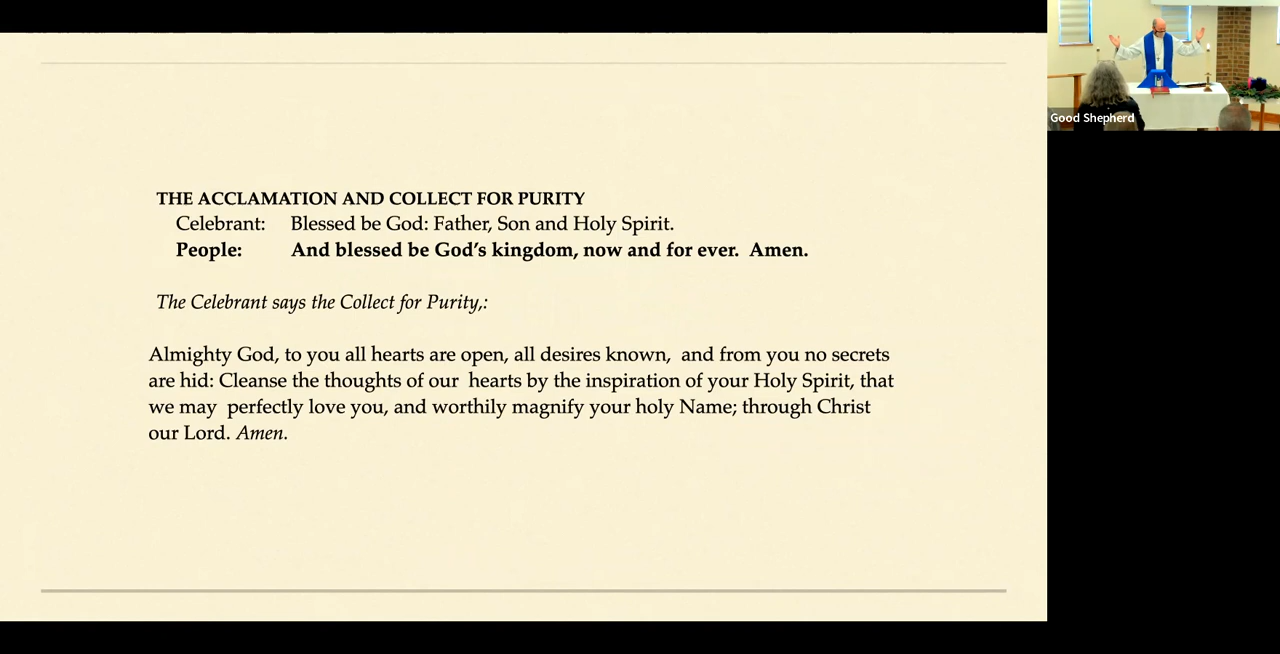 THE ACCLAMATION AND COLLECT FOR PURITY
Celebrant: Blessed be God: Father, Son and Holy Spirit.
People: And blessed be God's kingdom, now and for ever. Amen.
The Celebrant says the Collect for Purity,:
Almighty God, to you all hearts are open, all desires known, and from you no secrets
are hid: Cleanse the thoughts of our hearts by the inspiration of your Holy Spirit, that
we may perfectly love you, and worthily magnify your holy Name; through Christ
our Lord. Amen.
Good Shepherd